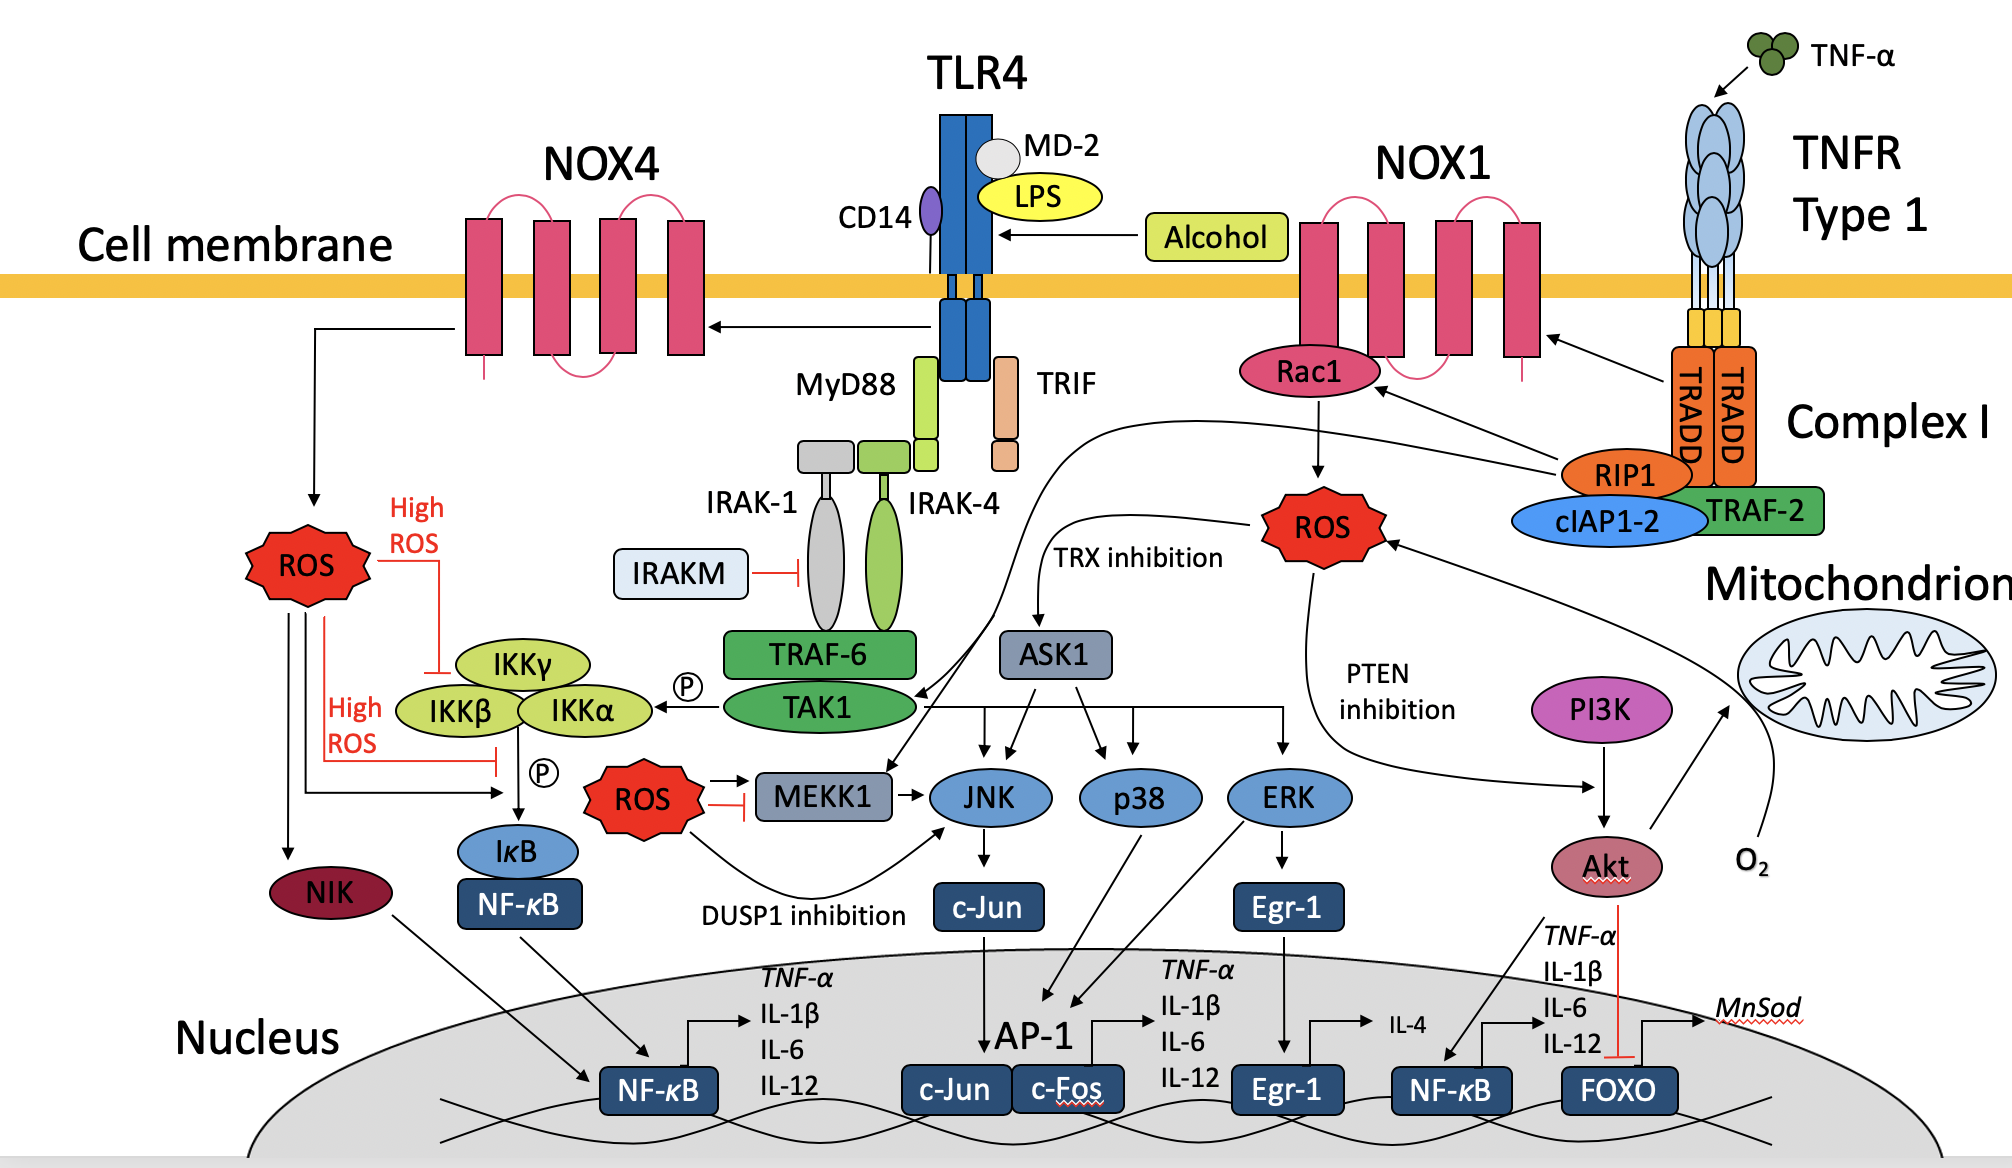 TNF-α
TLR4
MD-2
NOX4
NOX1
TNFR
Type 1
LPS
CD14
Alcohol
Cell membrane
MyD88
TRIF
Rac1
TRADD
TRADD
Complex I
RIP1
TRAF-2
cIAP1-2
IRAK-1
IRAK-4
High
ROS
ROS
ROS
TRX inhibition
IRAKM
Mitochondrion
TRAF-6
ASK1
IKKγ
IKKβ
IKKα
P
TAK1
PTEN
inhibition
PI3K
High
ROS
P
ROS
MEKK1
JNK
p38
ERK
IκB
NF-κB
NIK
DUSP1 inhibition
c-Jun
Egr-1
Akt
O2
Nucleus
TNF-α
IL-1β
IL-6
IL-12
AP-1
TNF-α
IL-1β
IL-6
IL-12
IL-4
TNF-α
IL-1β
IL-6
IL-12
MnSod
NF-κB
c-Jun
c-Fos
Egr-1
NF-κB
FOXO